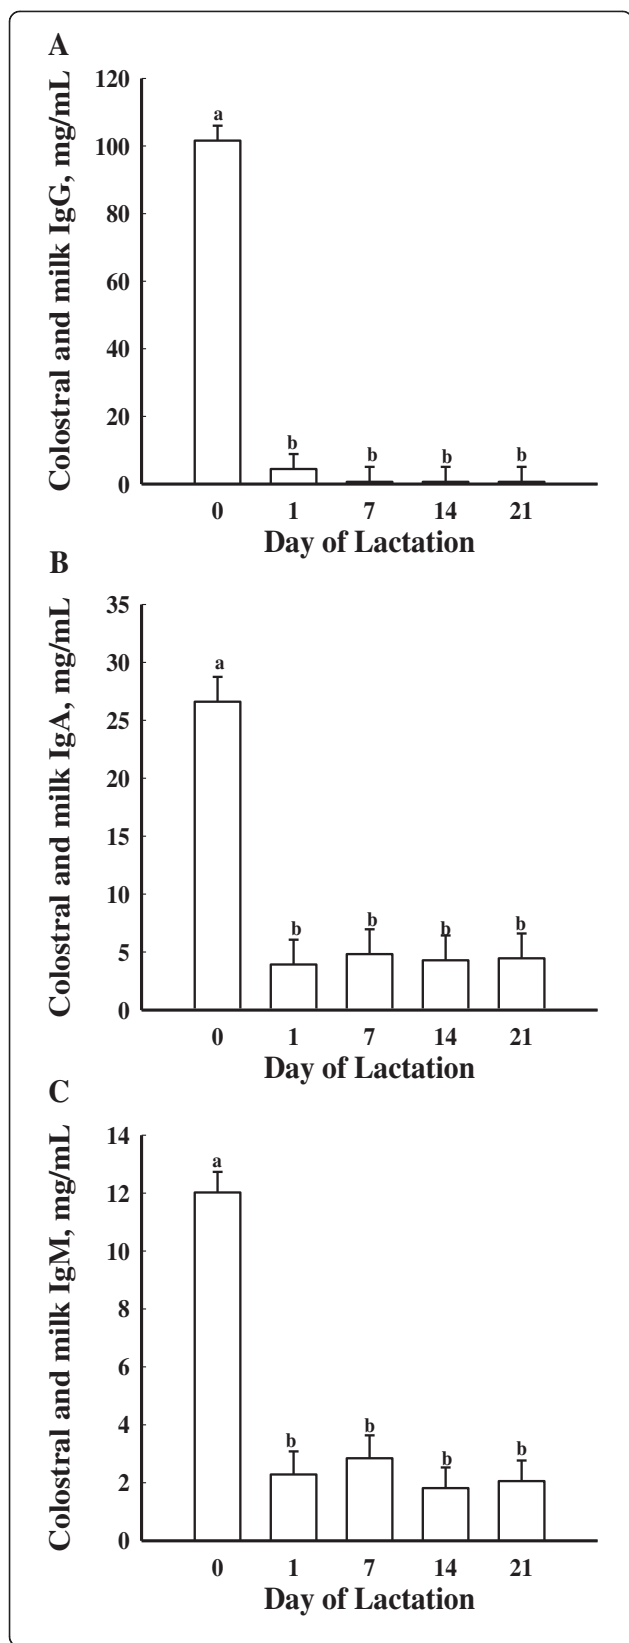 A
Colostral and milk IgG, mg/mL
120
100
80
60
40
20
0
a
b
b
b
b
0 1 7 14 21
Day of Lactation
B
Colostral and milk IgA, mg/mL
35
30
25
20
15
10
5
0
a
b
b
b
b
0 1 7 14 21
Day of Lactation
C
Colostral and milk IgM, mg/mL
14
12
10
8
6
4
2
0
a
b
b
b
b
0 1 7 14 21
Day of Lactation